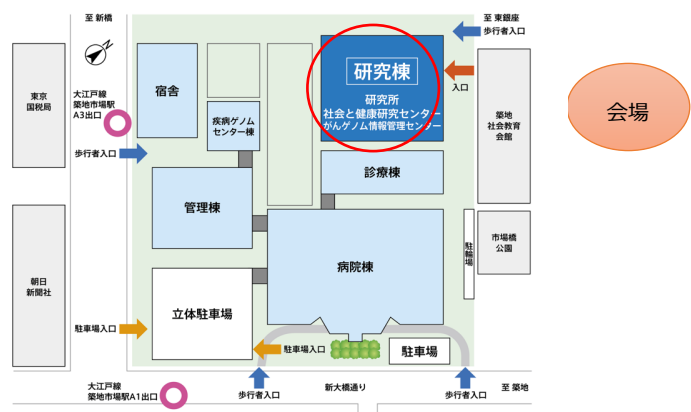 至 新橋
至 東銀座
歩行者入口
東京
国税局
大江戸線
築地市場駅
A3出口
宿舎
疾病ゲノム
センター棟
研究棟
研究所
社会と健康研究センター
がんゲノム情報管理センター
入口
築地
社会教育
会館
会場
歩行者入口
管理棟
診療棟
朝日
新聞社
病院棟
駐輪場
市場橋
公園
立体駐車場
駐車場入口
駐車場入口
駐車場
大江戸線
築地市場駅A1出口
歩行者入口
新大橋通り
歩行者入口
至 築地